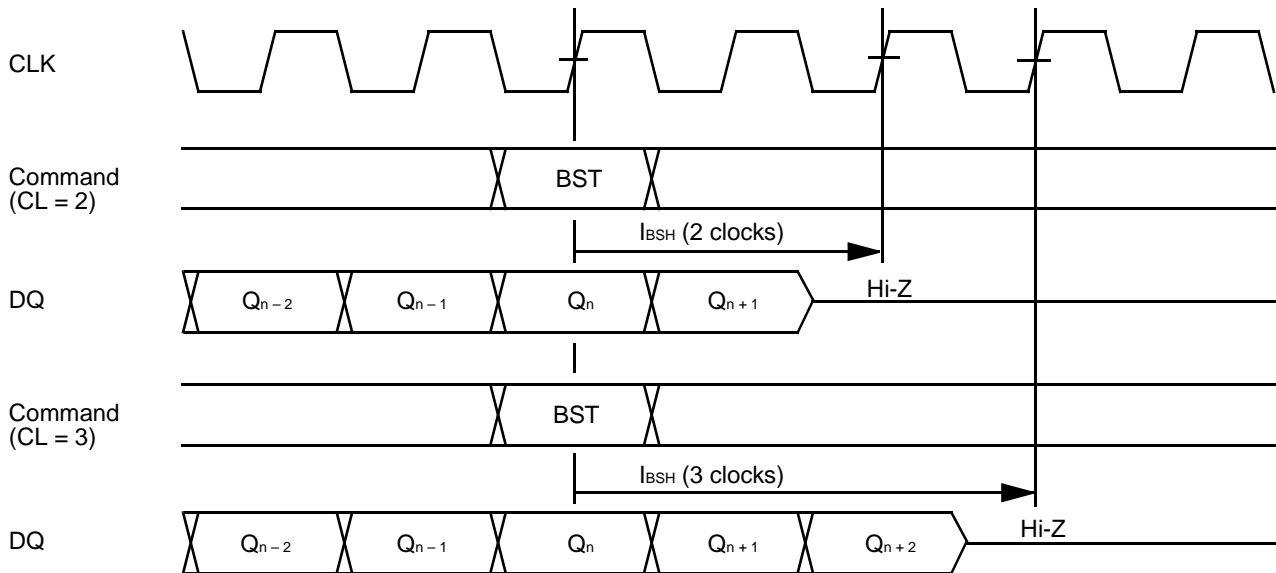 CLK
Command
(CL = 2)
BST
IBSH (2 clocks)
DQ
Qn – 2
Qn – 1
Qn
Qn + 1
Hi-Z
Command
(CL = 3)
BST
IBSH (3 clocks)
DQ
Qn – 2
Qn – 1
Qn
Qn + 1
Qn + 2
Hi-Z